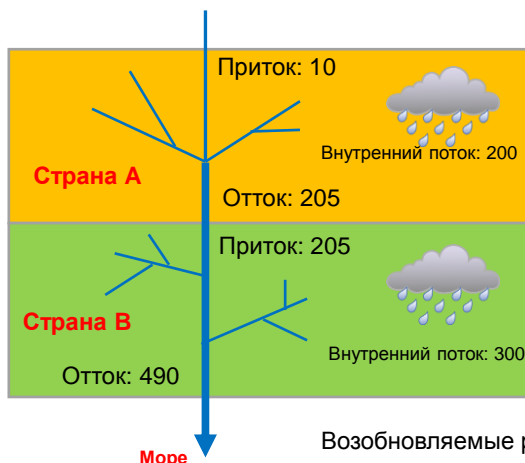 Приток: 10
Внутренний поток: 200
Страна А
Отток: 205
Приток: 205
Страна В
Внутренний поток: 300
Отток: 490
Возобновляемые
Море